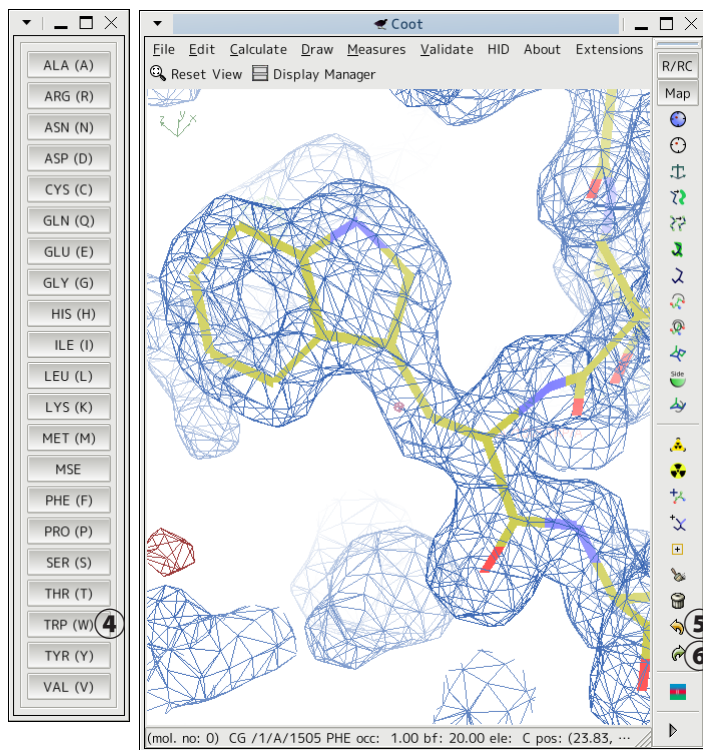 ALA (A)
ARG (R)
ASN (N)
ASP (D)
CYS (C)
GLN (Q)
GLU (E)
GLY (G)
HIS (H)
ILE (I)
LEU (L)
LYS (K)
MET (M)
MSE
PHE (F)
PRO (P)
SER (S)
THR (T)
TRP (W) 4
TYR (Y)
VAL (V)
Coot
File Edit Calculate Draw Measures Validate HID About Extensions
Reset View Display Manager
z y x
R/RC
Map
Side
5
6
(mol. no: 0) CG /1/A/1505 PHE occ: 1.00 bf: 20.00 ele: C pos: (23.83, ···